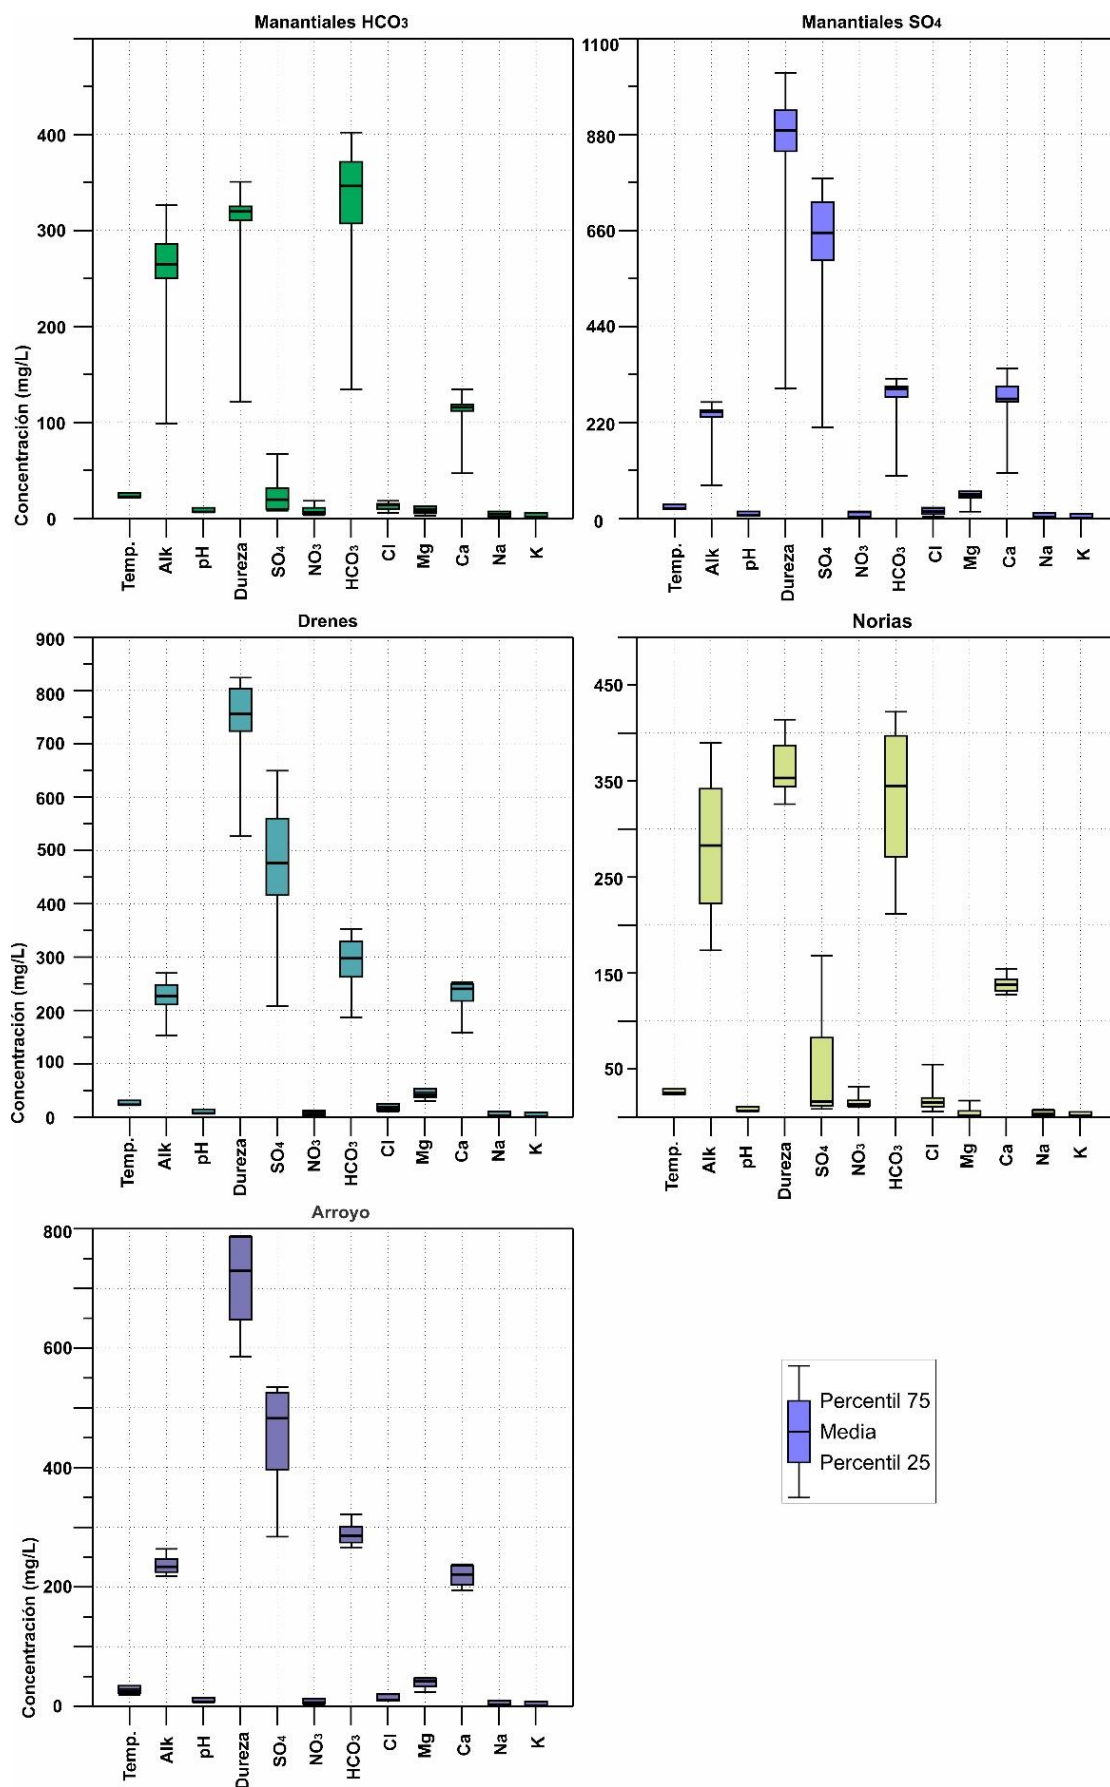 Manantiales HCO3
Manantiales SO4
Concentración (mg/L)
400
300
200
100
0
Temp.
Alk
pH
Dureza
SO4
NO3
HCO3
Cl
Mg
Ca
Na
K
1100
880
660
440
220
0
Temp.
Alk
pH
Dureza
SO4
NO3
HCO3
Cl
Mg
Ca
Na
K
Drenes
Norias
Concentración (mg/L)
900
800
700
600
500
400
300
200
100
0
Temp.
Alk
pH
Dureza
SO4
NO3
HCO3
Cl
Mg
Ca
Na
K
450
350
250
150
50
Temp.
Alk
pH
Dureza
SO4
NO3
HCO3
Cl
Mg
Ca
Na
K
Arroyo
Concentración (mg/L)
800
600
400
200
0
Temp.
Alk
pH
Dureza
SO4
NO3
HCO3
Cl
Mg
Ca
Na
K
Percentil 75
Media
Percentil 25